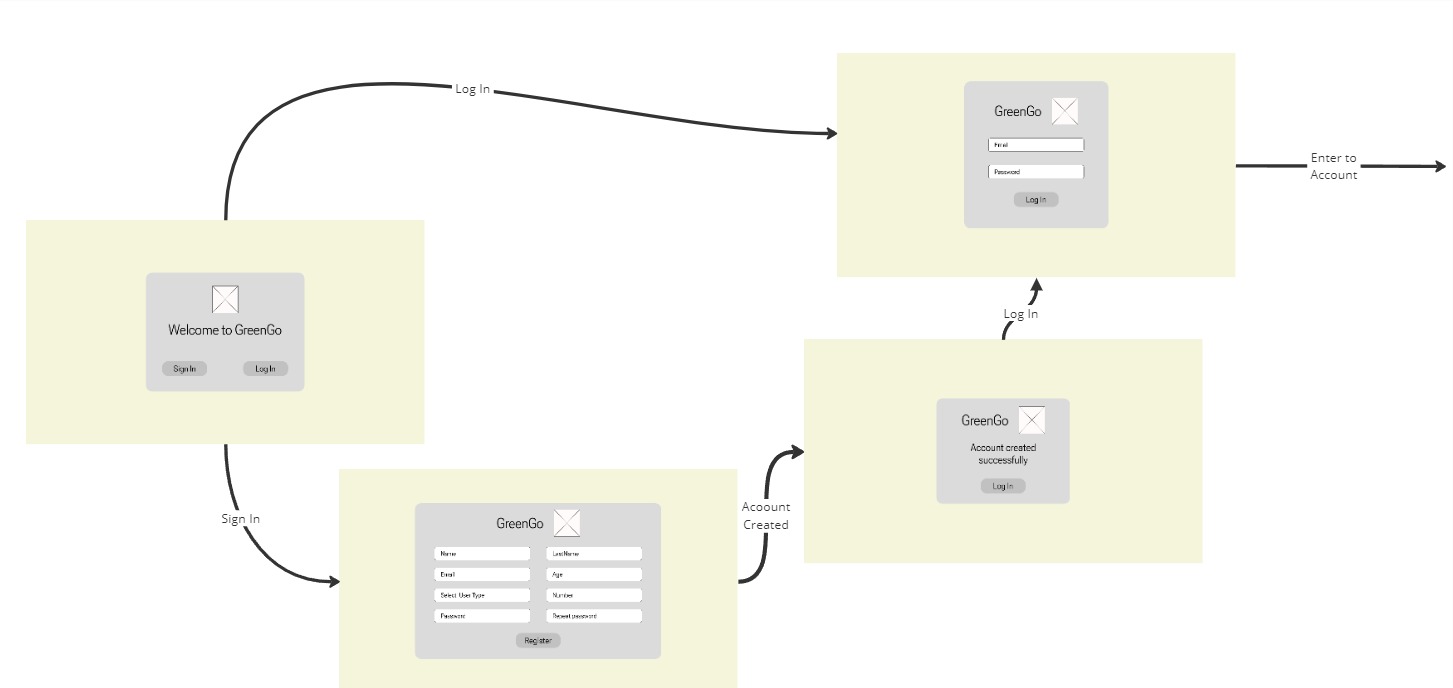 Log In
GreenGo
Email
Password
Log In
Enter to
Account
Welcome to GreenGo
Sign In
Log In
Log In
GreenGo
Account created
successfully
Log In
Sign In
Acoount
Created
GreenGo
Name
LastName
Email
Age
Select User Type
Number
Password
Repeat password
Register